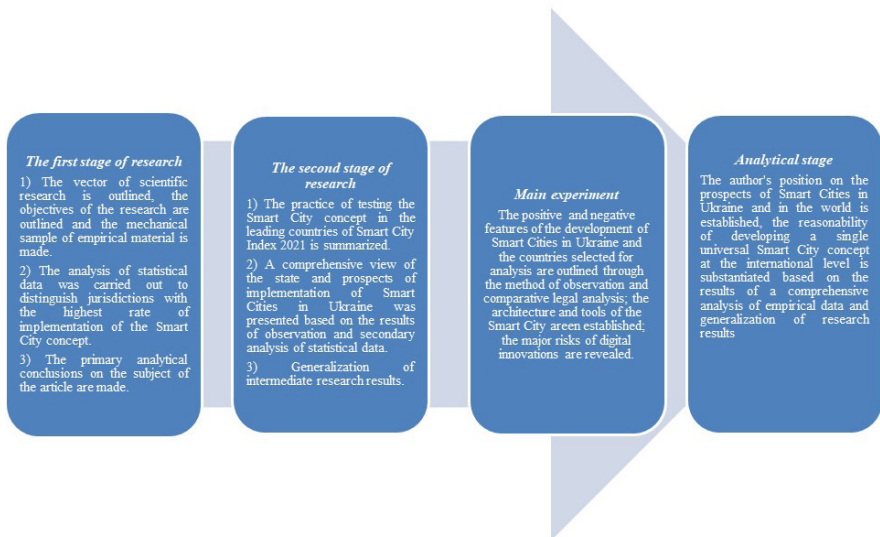 The first stage of research
1) The vector of scientific
research is outlined, the
objectives of the research are
outlined and the mechanical
sample of empirical material is
made.
2) The analysis of statistical
data was carried out to
distinguish jurisdictions with
the highest rate of
implementation of the Smart
City concept.
3) The primary analytical
conclusions on the subject of
the article are made.
The second stage of
research
1) The practice of testing the
Smart City concept in the
leading countries of Smart City
Index 2021 is summarized.
2) A comprehensive view of
the state and prospects of
implementation of Smart
Cities in Ukraine was
presented based on the results
of observation and secondary
analysis of statistical data.
3) Generalization of
intermediate research results.
Main experiment
The positive and negative
features of the development of
Smart Cities in Ukraine and
the countries selected for
analysis are outlined through
the method of observation and
comparative legal analysis; the
architecture and tools of the
Smart City areen established;
the major risks of digital
innovations are revealed.
Analytical stage
The author's position on the
prospects of Smart Cities in
Ukraine and in the world is
established, the reasonability
of developing a single
universal Smart City concept
at the international level is
substantiated based on the
results of a comprehensive
analysis of empirical data and
generalization of research
results